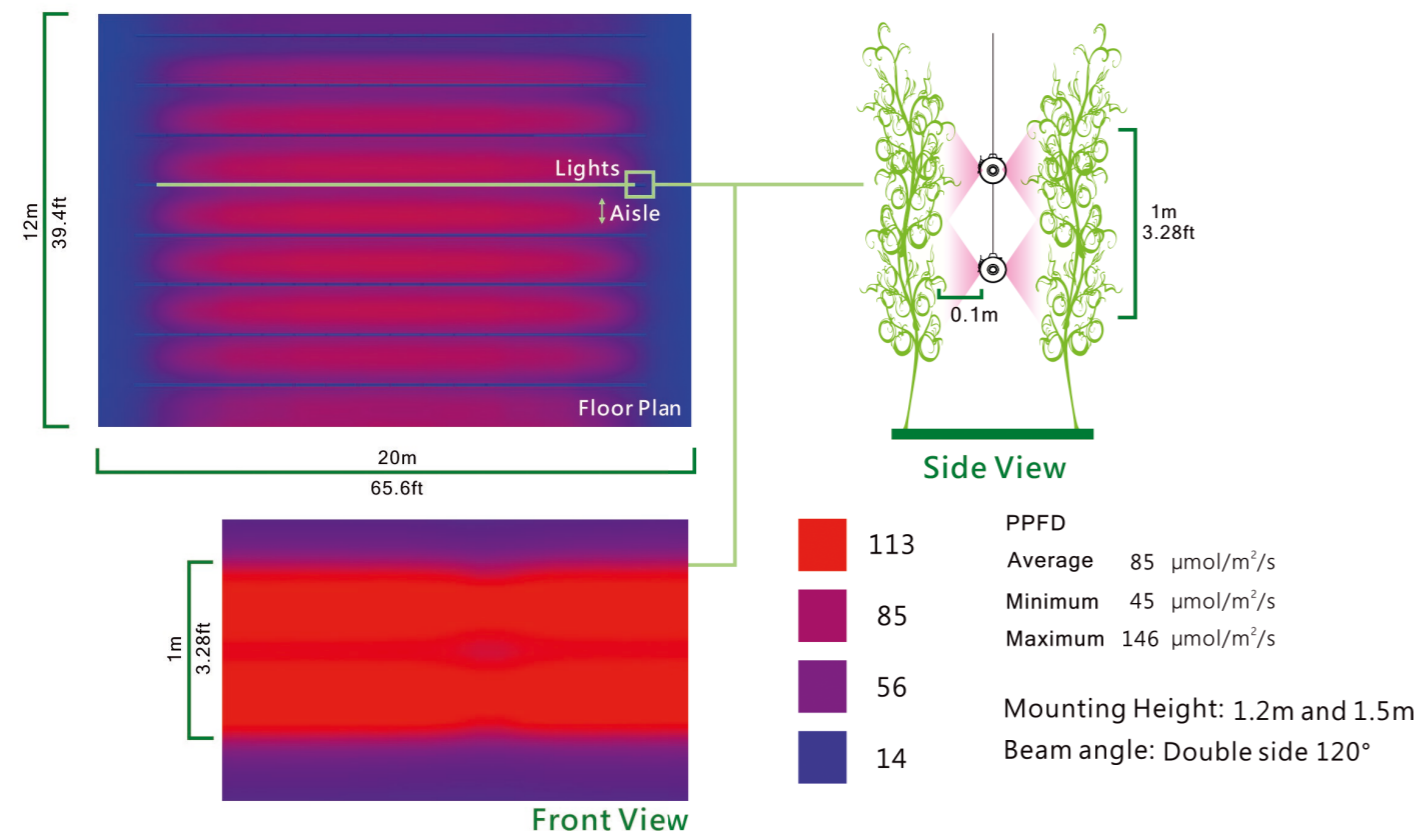 Lights
Aisle
Floor Plan
12m
39.4ft
20m
65.6ft
0.1m
1m
3.28ft
Side View
1m
3.28ft
Front View
113
85
56
14
PPFD
Average 85 μmol/m²/s
Minimum 45 μmol/m²/s
Maximum 146 μmol/m²/s
Mounting Height: 1.2m and 1.5m
Beam angle: Double side 120°